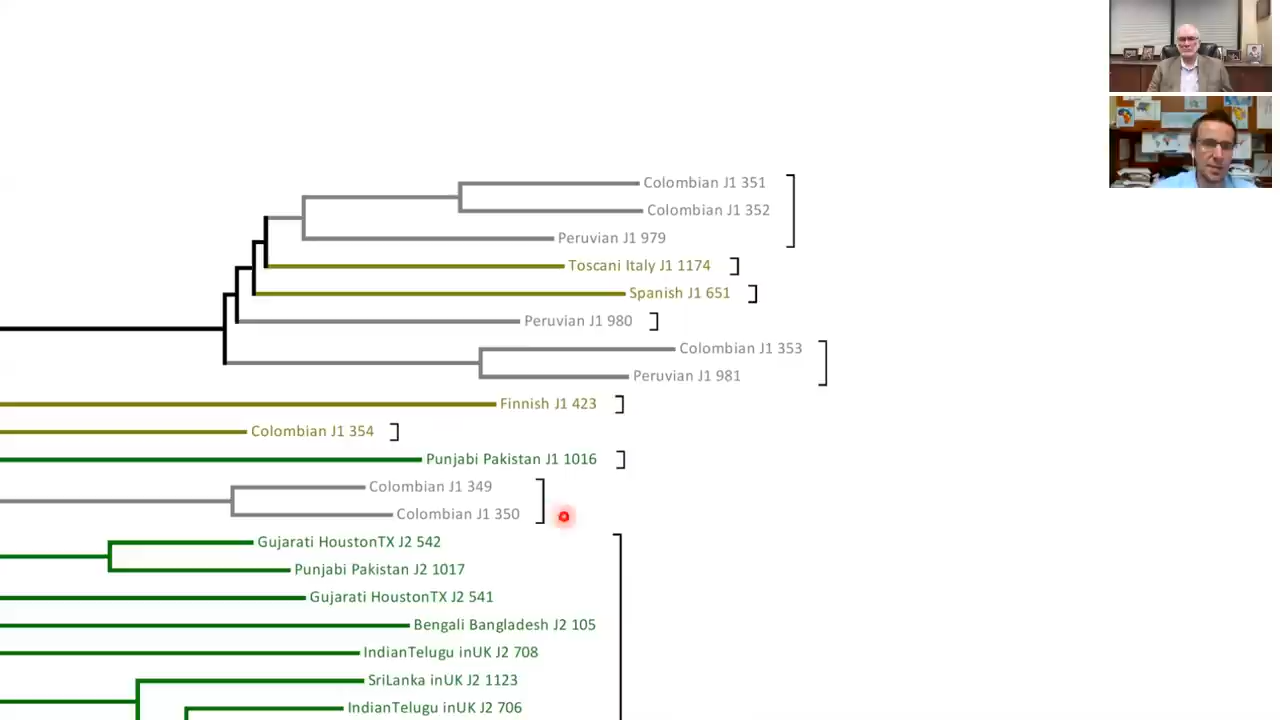 Colombian J1 351
Colombian J1 352
Peruvian J1 979
Toscani Italy J1 1174
Spanish J1 651
Peruvian J1 980
Colombian J1 353
Peruvian J1 981
Finnish J1 423
Colombian J1 354
Punjabi Pakistan J1 1016
Colombian J1 349
Colombian J1 350
Gujarati HoustonTX J2 542
Punjabi Pakistan J2 1017
Gujarati HoustonTX J2 541
Bengali Bangladesh J2 105
IndianTelugu inUK J2 708
SriLanka inUK J2 1123
IndianTelugu inUK J2 706